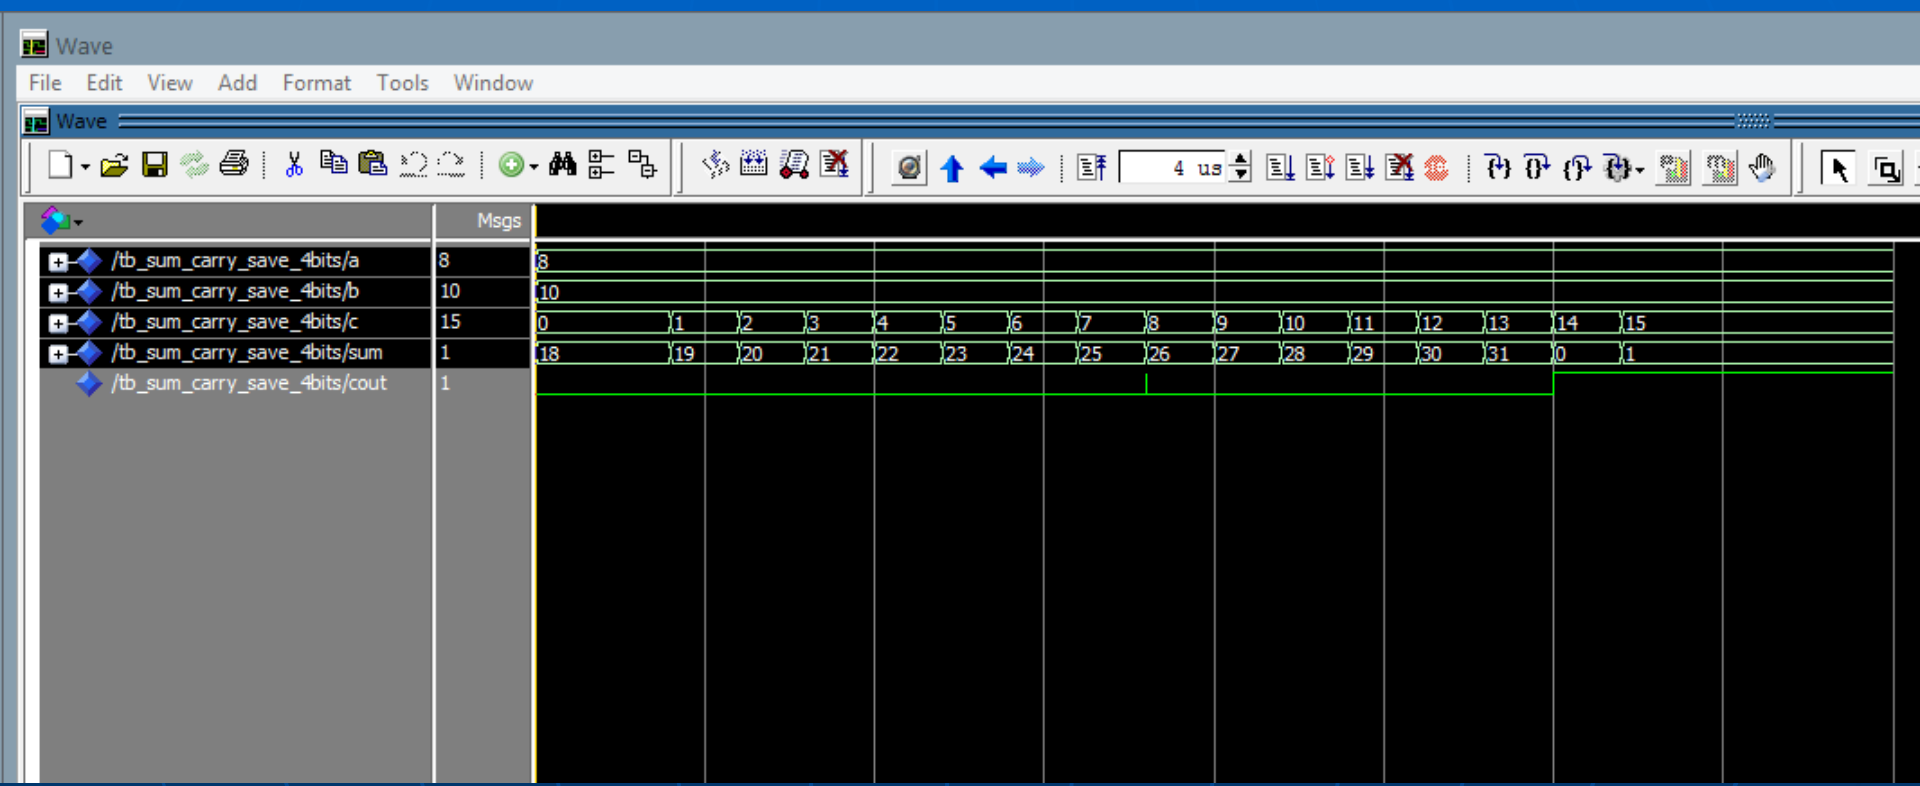 Wave
File Edit View Add Format Tools Window
Wave
4 us
Msgs
/tb_sum_carry_save_4bits/a 8 8
/tb_sum_carry_save_4bits/b 10 10
/tb_sum_carry_save_4bits/c 15 0 1 2 3 4 5 6 7 8 9 10 11 12 13 14 15
/tb_sum_carry_save_4bits/sum 1 18 19 20 21 22 23 24 25 26 27 28 29 30 31 0 1
/tb_sum_carry_save_4bits/cout 1